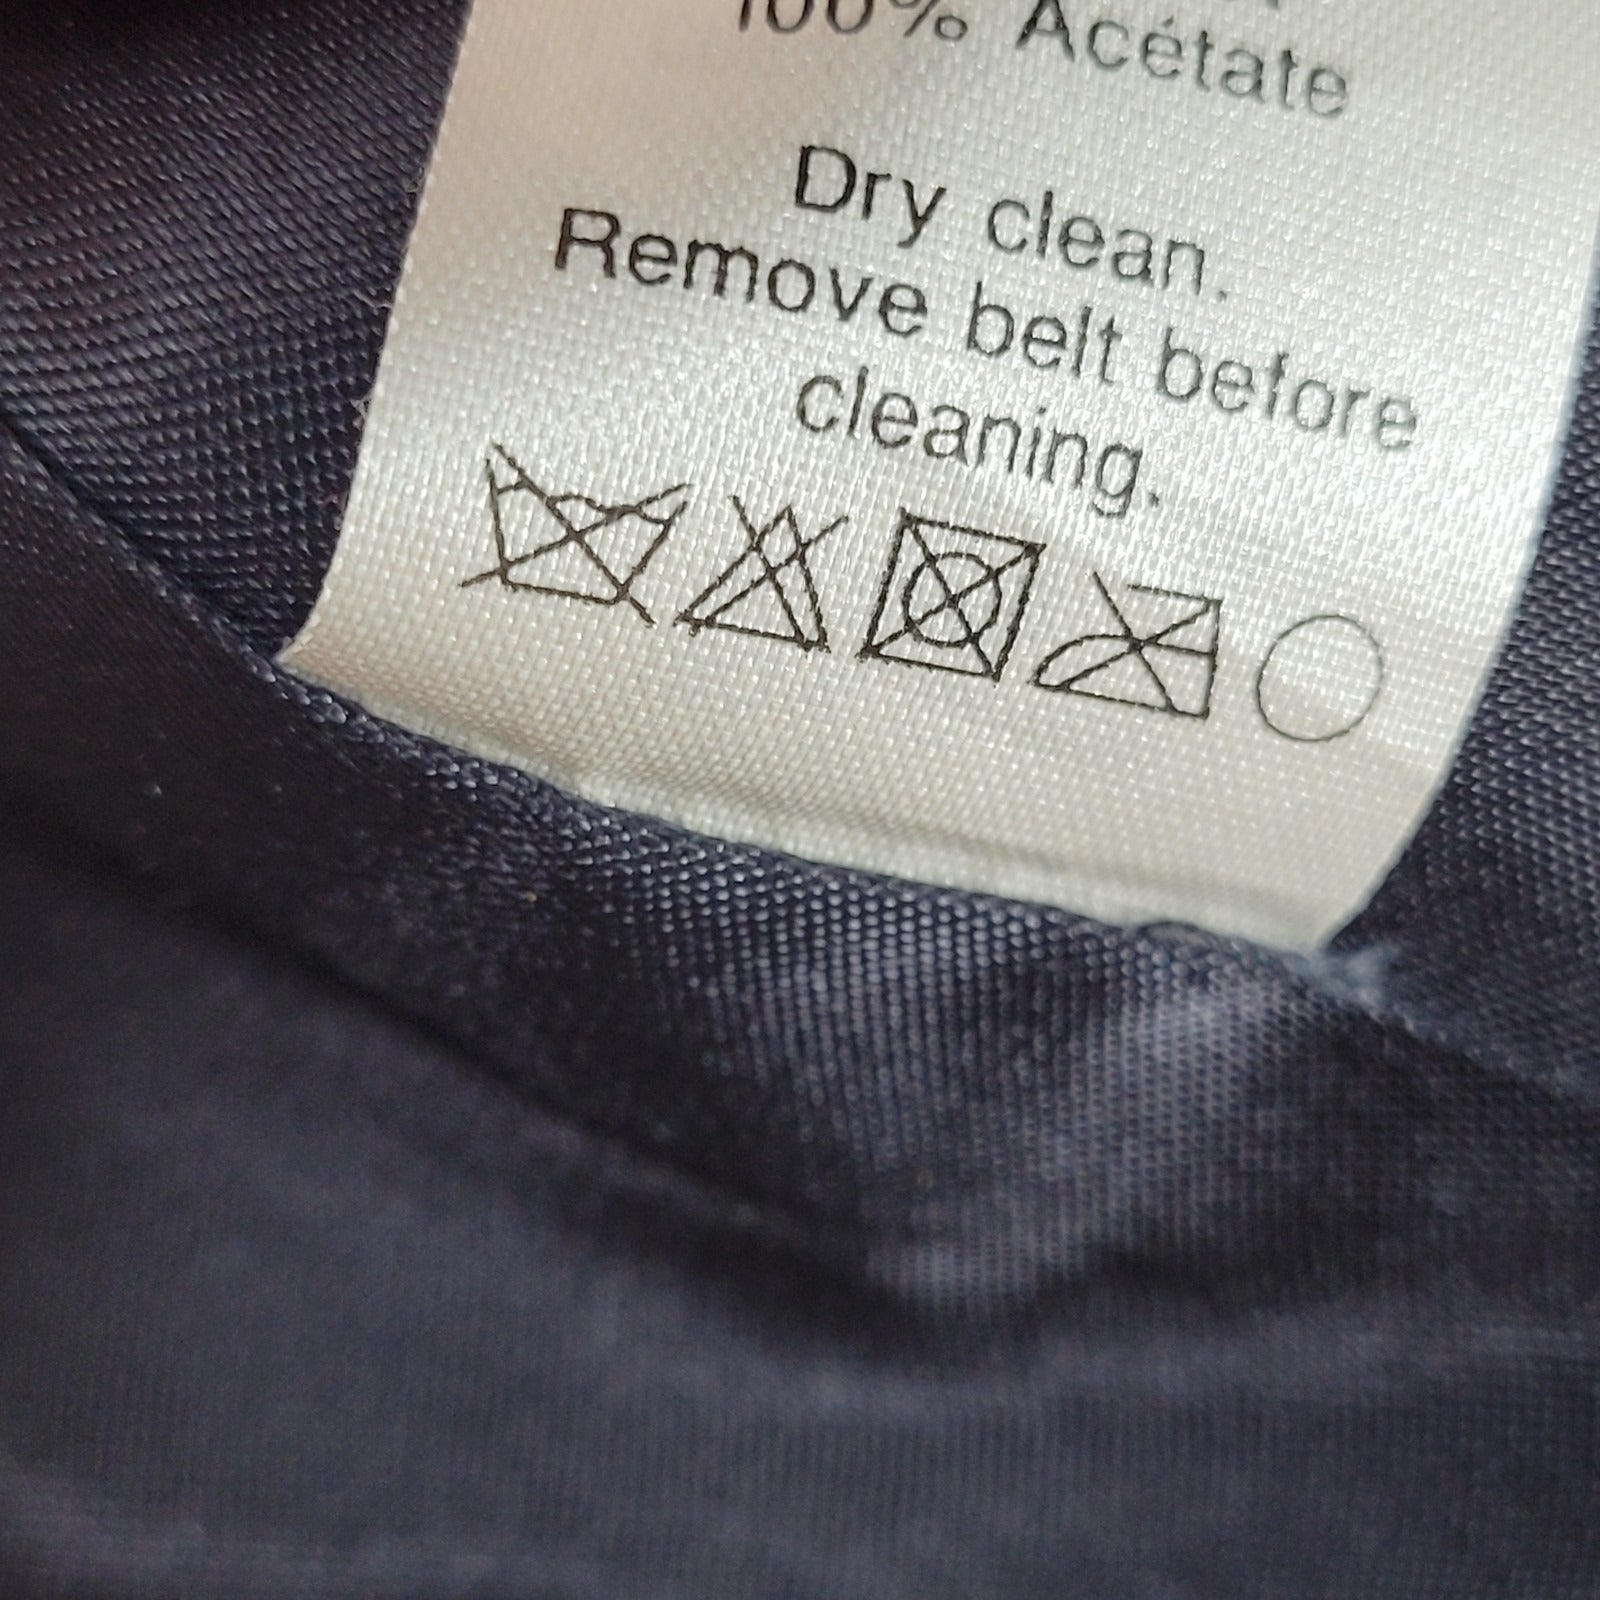 100% Acétate
Dry clean.
Remove belt before
cleaning.